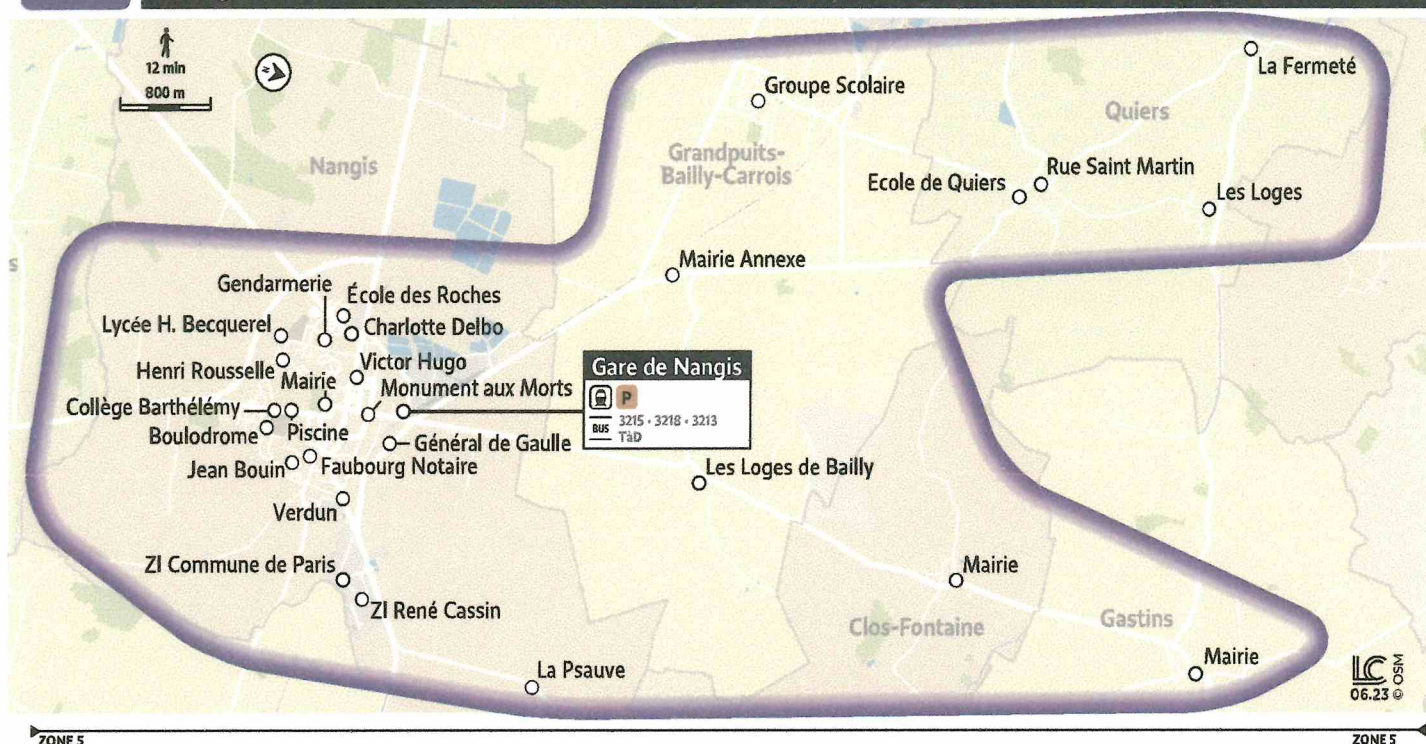 12 min
800 m
Nangis
Groupe Scolaire
La Fermeté
Quiers
Grandpuits-
Bailly-Carrois
Ecole de Quiers
Rue Saint Martin
Les Loges
s
Mairie Annexe
Gendarmerie
École des Roches
Lycée H. Becquerel
Charlotte Delbo
Henri Rousselle
Victor Hugo
Mairie
Monument aux Morts
Gare de Nangis
P
BUS
3215 • 3218 • 3213
TàD
Collège Barthélémy
Boulodrome
Piscine
Général de Gaulle
Jean Bouin
Faubourg Notaire
Les Loges de Bailly
Verdun
ZI Commune de Paris
ZI René Cassin
Mairie
Clos-Fontaine
Gastins
La Psauve
Mairie
LC
06.23 © OSM
ZONE 5
ZONE 5